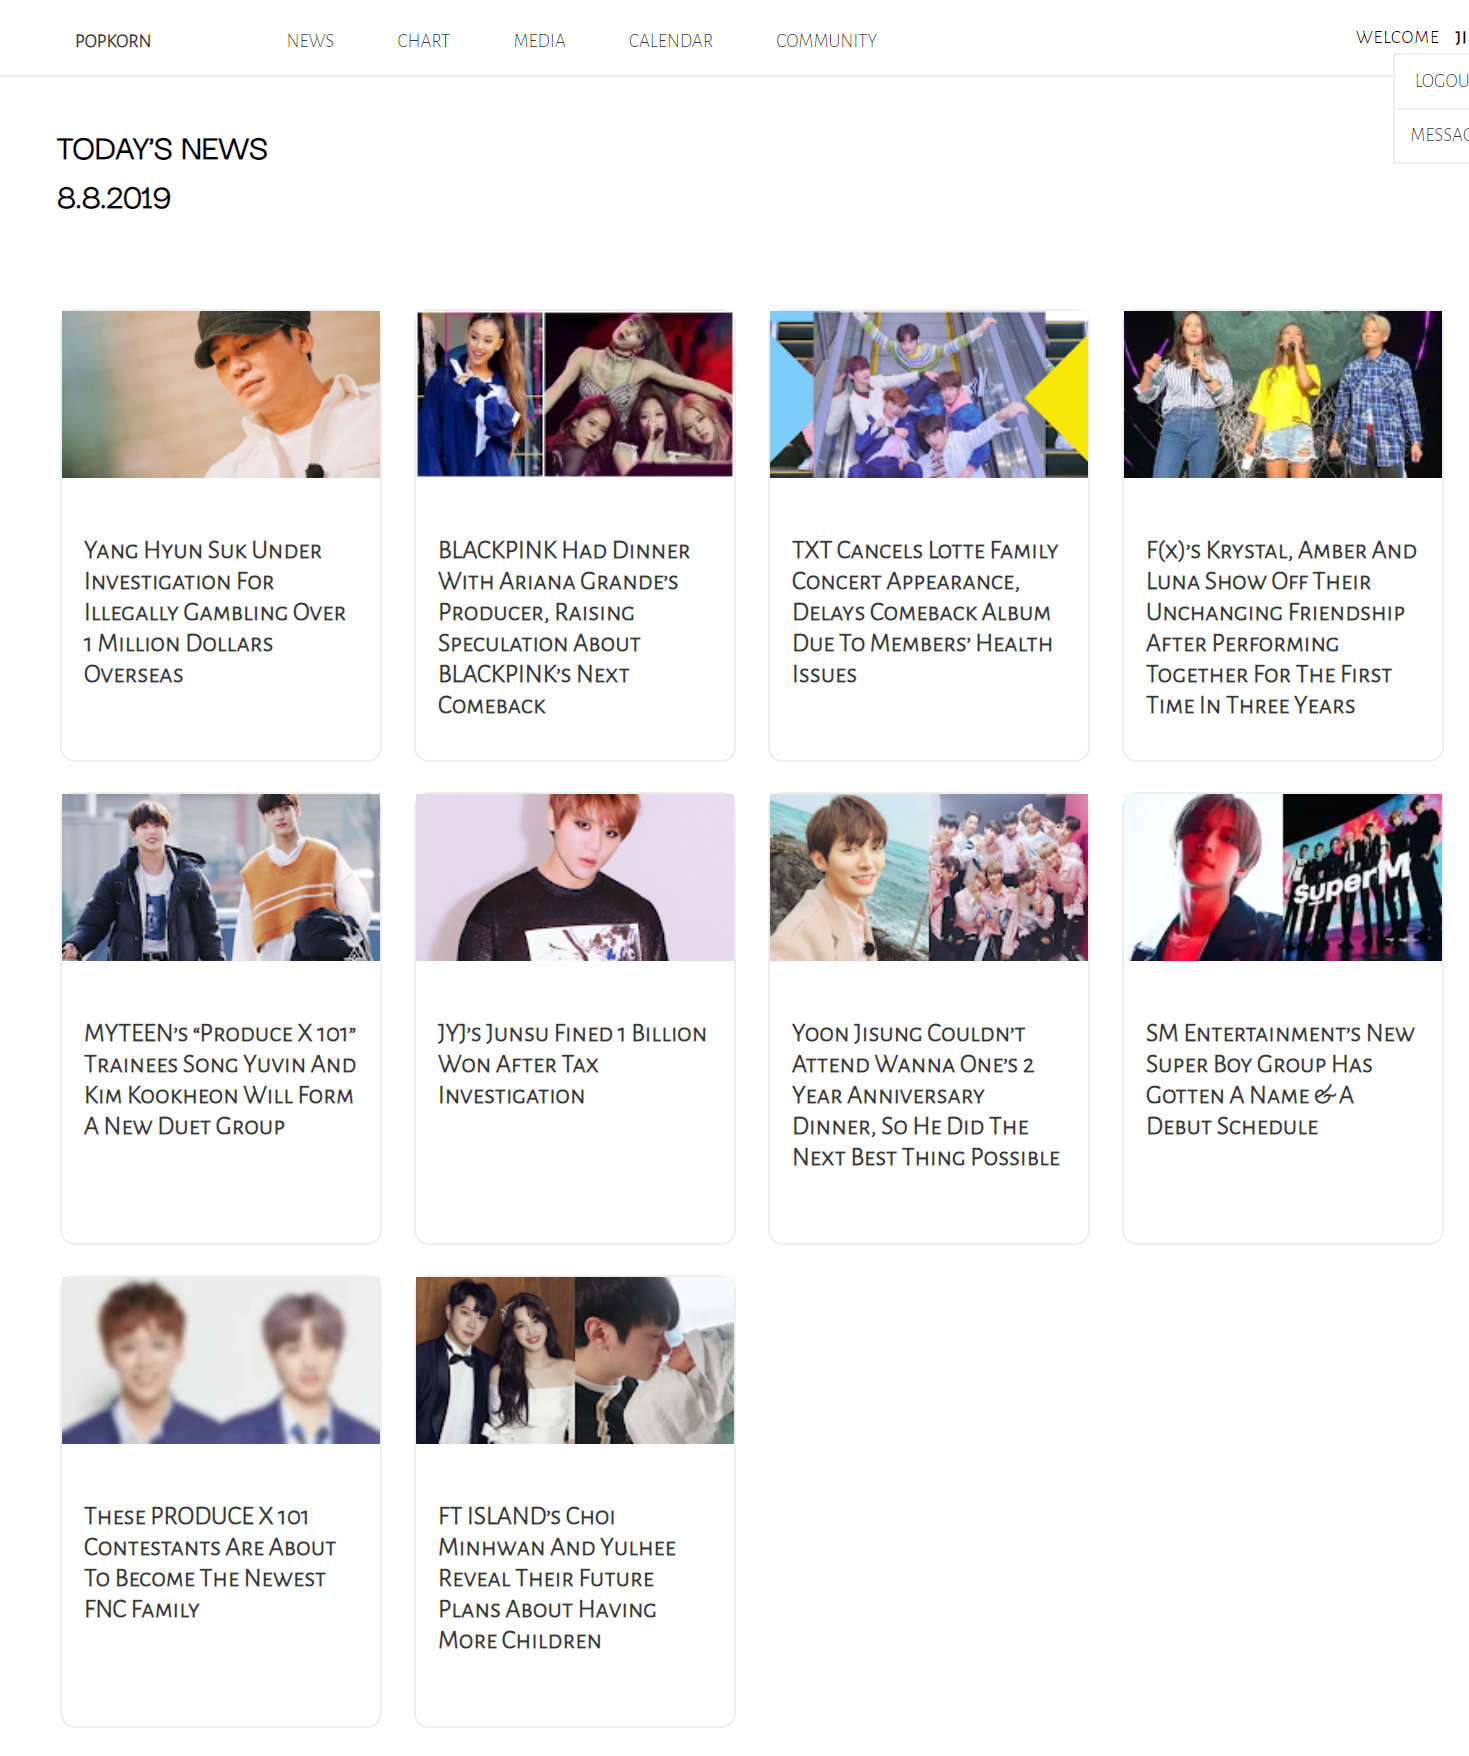 POPKORN NEWS CHART MEDIA CALENDAR COMMUNITY WELCOME JI
LOGOU
MESSAG
TODAY'S NEWS
8.8.2019
Yang Hyun Suk Under
Investigation For
Illegally Gambling Over
1 Million Dollars
Overseas
BLACKPINK Had Dinner
With Ariana Grande's
Producer, Raising
Speculation About
BLACKPINK's Next
Comeback
TXT Cancels Lotte Family
Concert Appearance,
Delays Comeback Album
Due To Members' Health
Issues
F(x)'s Krystal, Amber And
Luna Show Off Their
Unchanging Friendship
After Performing
Together For The First
Time In Three Years
SuperM
MYTEEN's “Produce X 101”
Trainees Song Yuvin And
Kim Kookheon Will Form
A New Duet Group
JYJ's Junsu Fined 1 Billion
Won After Tax
Investigation
Yoon Jisung Couldn't
Attend Wanna One's 2
Year Anniversary
Dinner, So He Did The
Next Best Thing Possible
SM Entertainment's New
Super Boy Group Has
Gotten A Name & A
Debut Schedule
These PRODUCE X 101
Contestants Are About
To Become The Newest
FNC Family
FT ISLAND's Choi
Minhwan And Yulhee
Reveal Their Future
Plans About Having
More Children